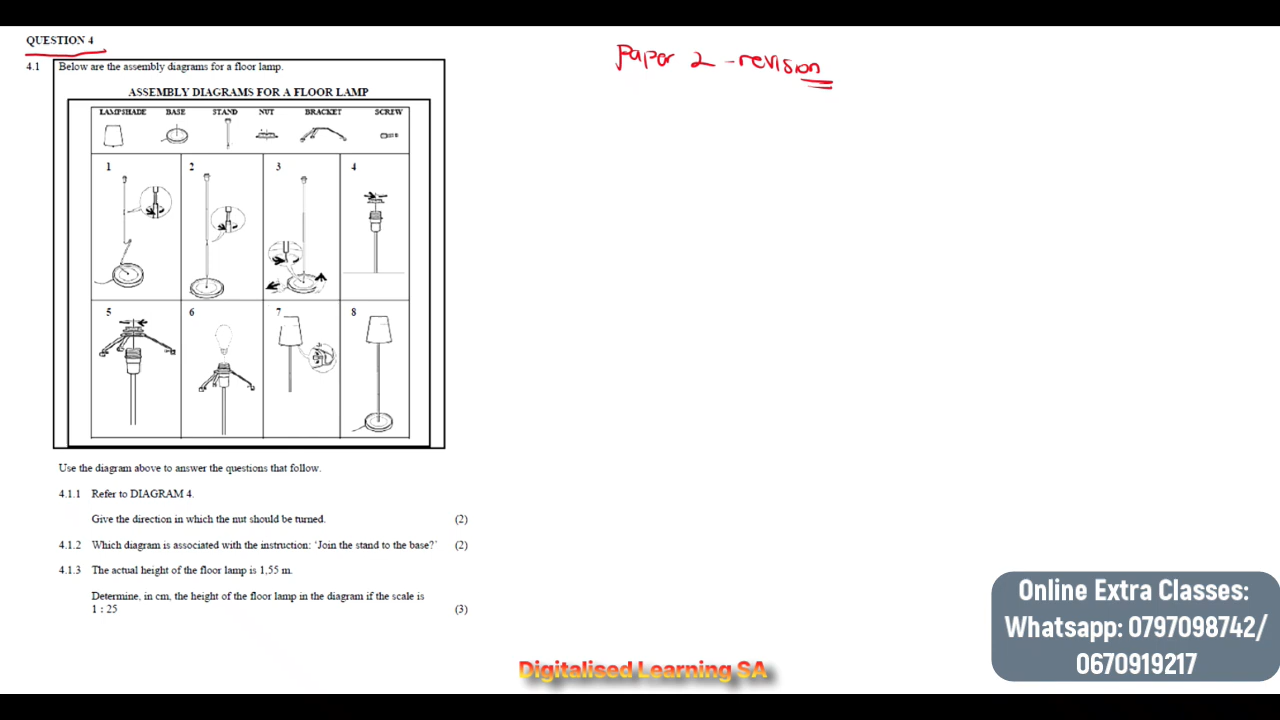 QUESTION 4
Paper 2 - revision
4.1 Below are the assembly diagrams for a floor lamp.
ASSEMBLY DIAGRAMS FOR A FLOOR LAMP
LAMPSHADE BASE STAND NUT BRACKET SCREW
1 2 3 4
5 6 7 8
Use the diagram above to answer the questions that follow.
4.1.1 Refer to DIAGRAM 4.
Give the direction in which the nut should be turned. (2)
4.1.2 Which diagram is associated with the instruction: ‘Join the stand to the base?’ (2)
4.1.3 The actual height of the floor lamp is 1,55 m.
Determine, in cm, the height of the floor lamp in the diagram if the scale is
1 : 25 (3)
Online Extra Classes:
Whatsapp: 0797098742/
0670919217
Digitalised Learning SA